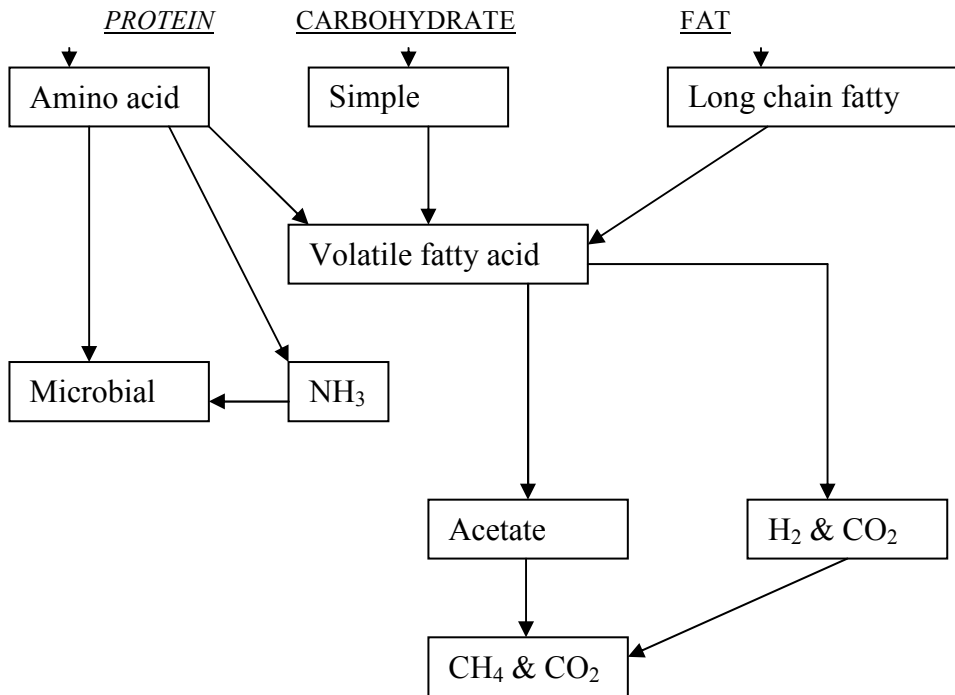 PROTEIN CARBOHYDRATE FAT
Amino acid
Simple
Long chain fatty
Volatile fatty acid
Microbial
NH₃
Acetate
H₂ & CO₂
CH₄ & CO₂